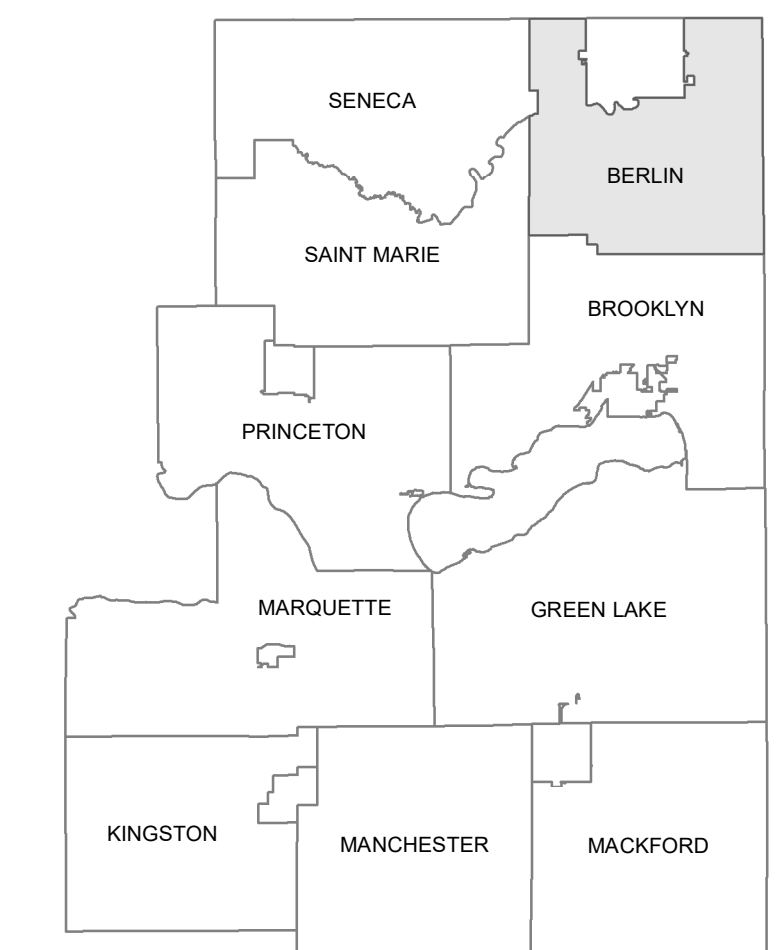 SENECA
BERLIN
SAINT MARIE
BROOKLYN
PRINCETON
MARQUETTE
GREEN LAKE
KINGSTON
MANCHESTER
MACKFORD